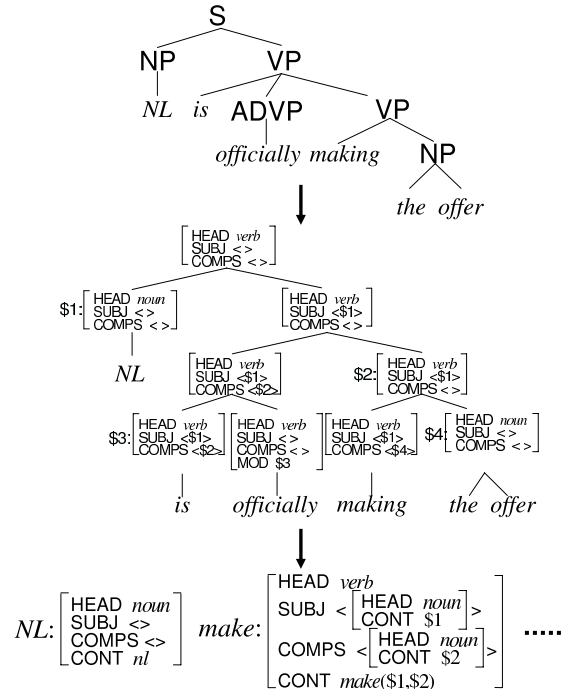 S
NP VP
NL is ADVP VP
officially making NP
the offer
HEAD verb
SUBJ < >
COMPS < >
$1: HEAD noun
SUBJ < >
COMPS < >
HEAD verb
SUBJ <$1>
COMPS < >
NL
HEAD verb
SUBJ <$1>
COMPS <$2>
$2: HEAD verb
SUBJ <$1>
COMPS < >
$3: HEAD verb
SUBJ <$1>
COMPS <$2>
HEAD verb
SUBJ < >
COMPS < >
MOD $3
HEAD verb
SUBJ <$1>
COMPS <$4>
$4: HEAD noun
SUBJ < >
COMPS < >
is officially making the offer
NL: HEAD noun
SUBJ <>
COMPS <>
CONT nl
make: HEAD verb
SUBJ < HEAD noun
CONT $1 >
COMPS < HEAD noun
CONT $2 >
CONT make($1,$2)
......